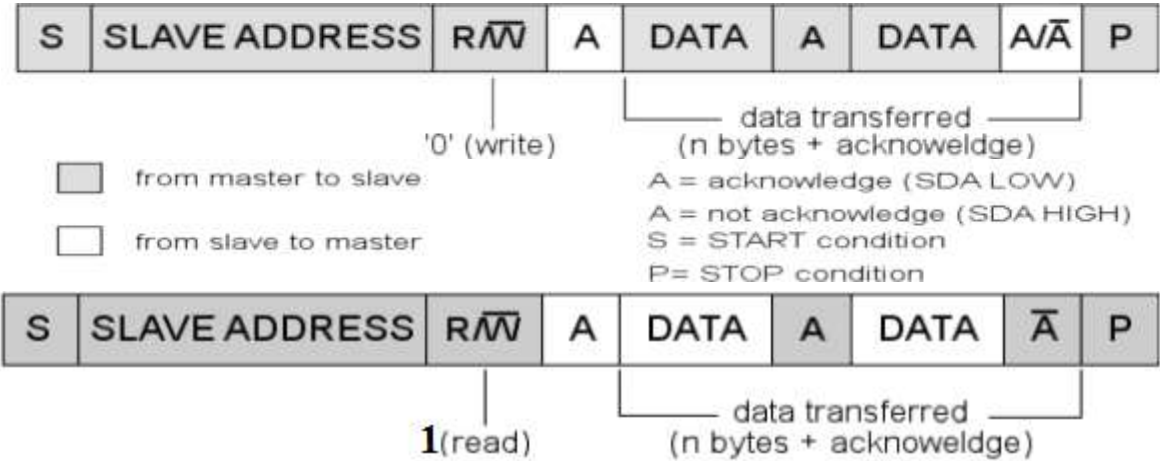 S SLAVE ADDRESS R/W̅ A DATA A DATA A/A̅ P
'0' (write)
data transferred
(n bytes + acknoweldge)
from master to slave
from slave to master
A = acknowledge (SDA LOW)
A = not acknowledge (SDA HIGH)
S = START condition
P= STOP condition
S SLAVE ADDRESS R/W̅ A DATA A DATA A̅ P
1(read)
data transferred
(n bytes + acknoweldge)